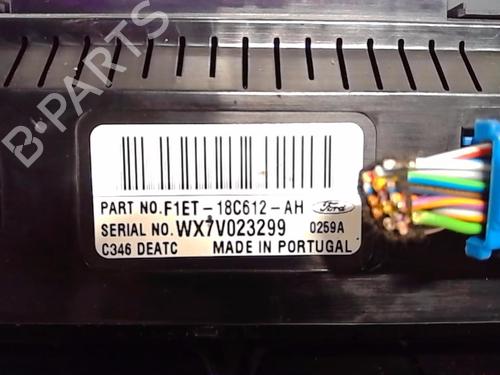 PART NO. F1ET-18C612-AH Ford
SERIAL NO. WX7V023299 0259A
C346 DEATC MADE IN PORTUGAL
B-PARTS